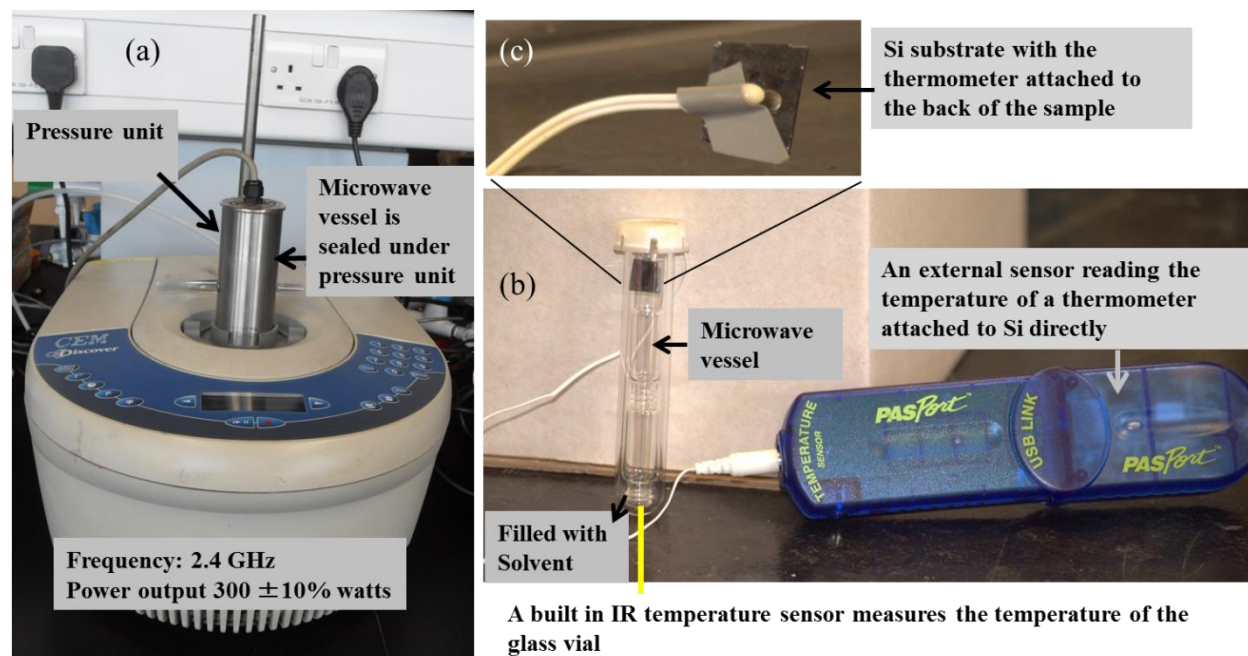 (a)
Pressure unit
Microwave
vessel is
sealed under
pressure unit
CEM
Discover
Frequency: 2.4 GHz
Power output 300 ±10% watts
(c)
Si substrate with the
thermometer attached to
the back of the sample
(b)
An external sensor reading the
temperature of a thermometer
attached to Si directly
Microwave
vessel
TEMPERATURE
SENSOR
PASPORT™
USB LINK
PASPORT™
Filled with
Solvent
A built in IR temperature sensor measures the temperature of the
glass vial